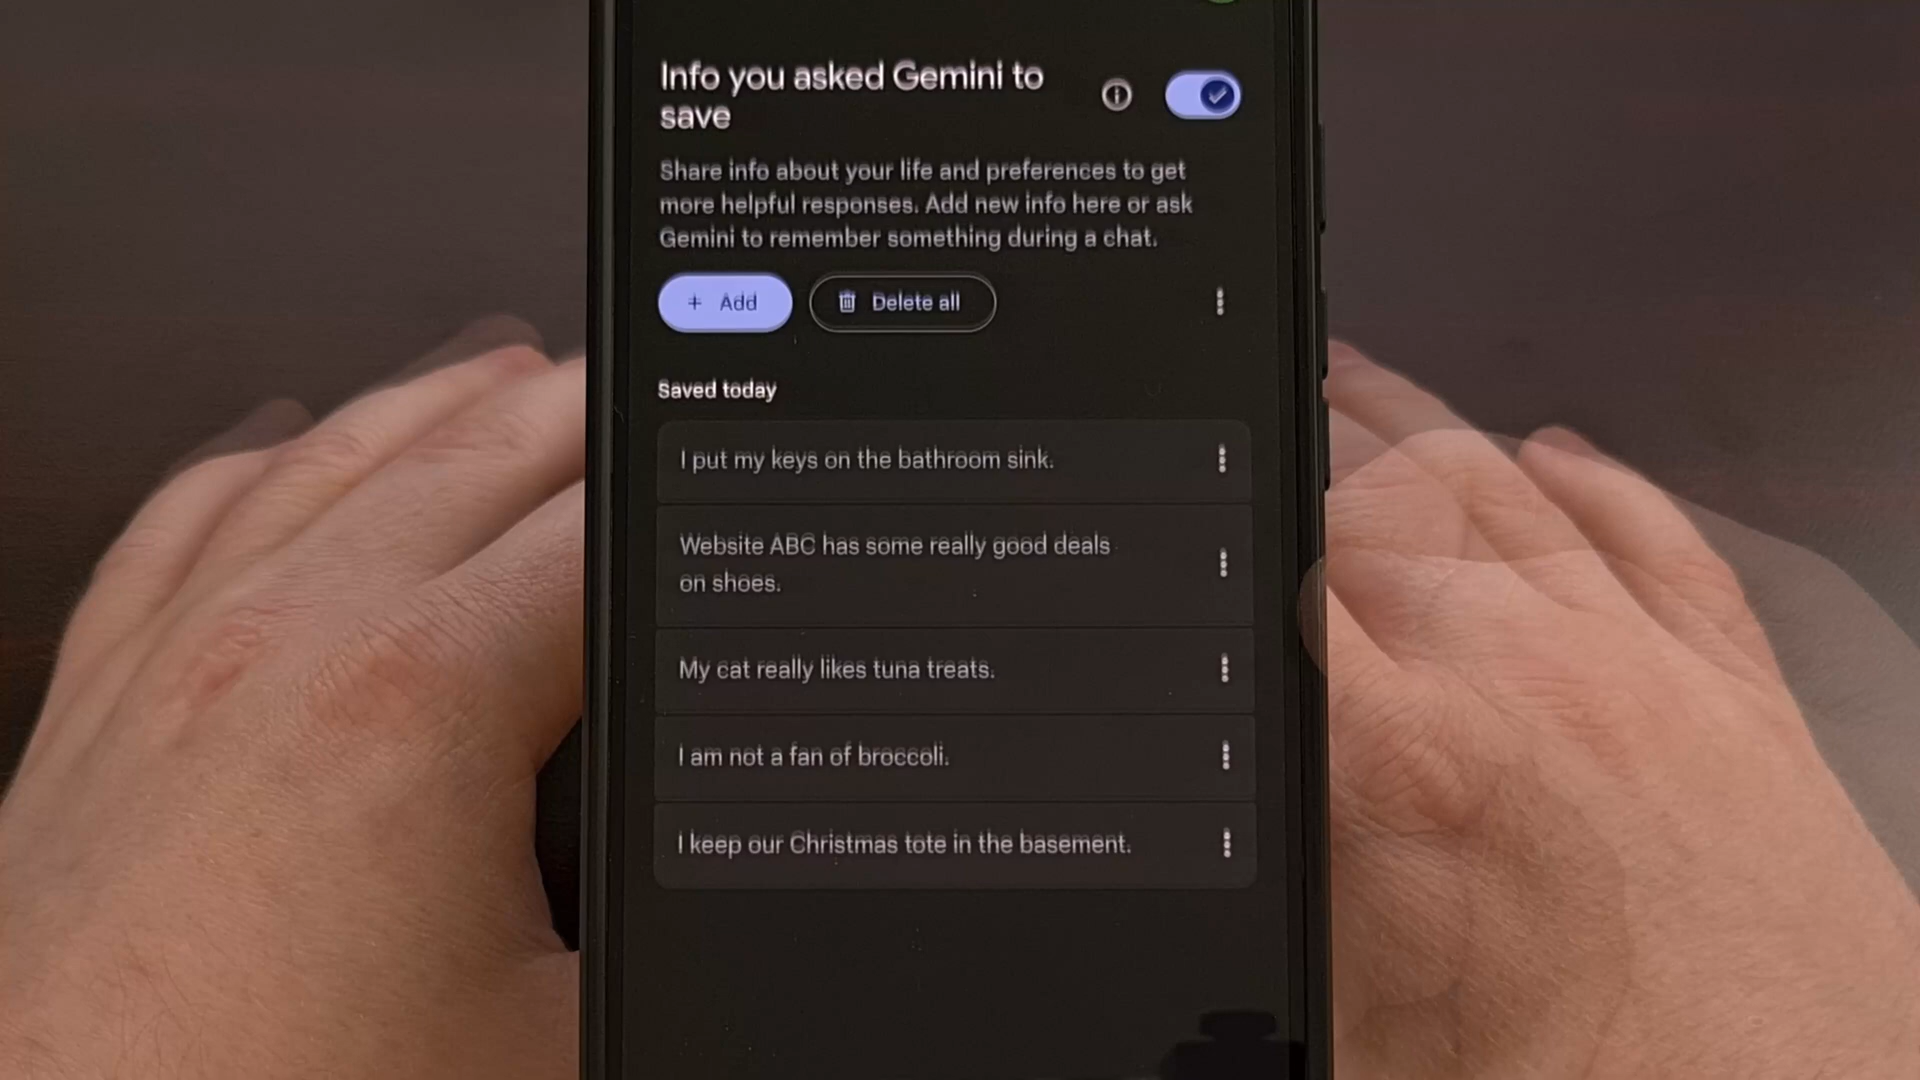 Info you asked Gemini to
save
Share info about your life and preferences to get
more helpful responses. Add new info here or ask
Gemini to remember something during a chat.
+ Add
Delete all
Saved today
I put my keys on the bathroom sink.
Website ABC has some really good deals
on shoes.
My cat really likes tuna treats.
I am not a fan of broccoli.
I keep our Christmas tote in the basement.